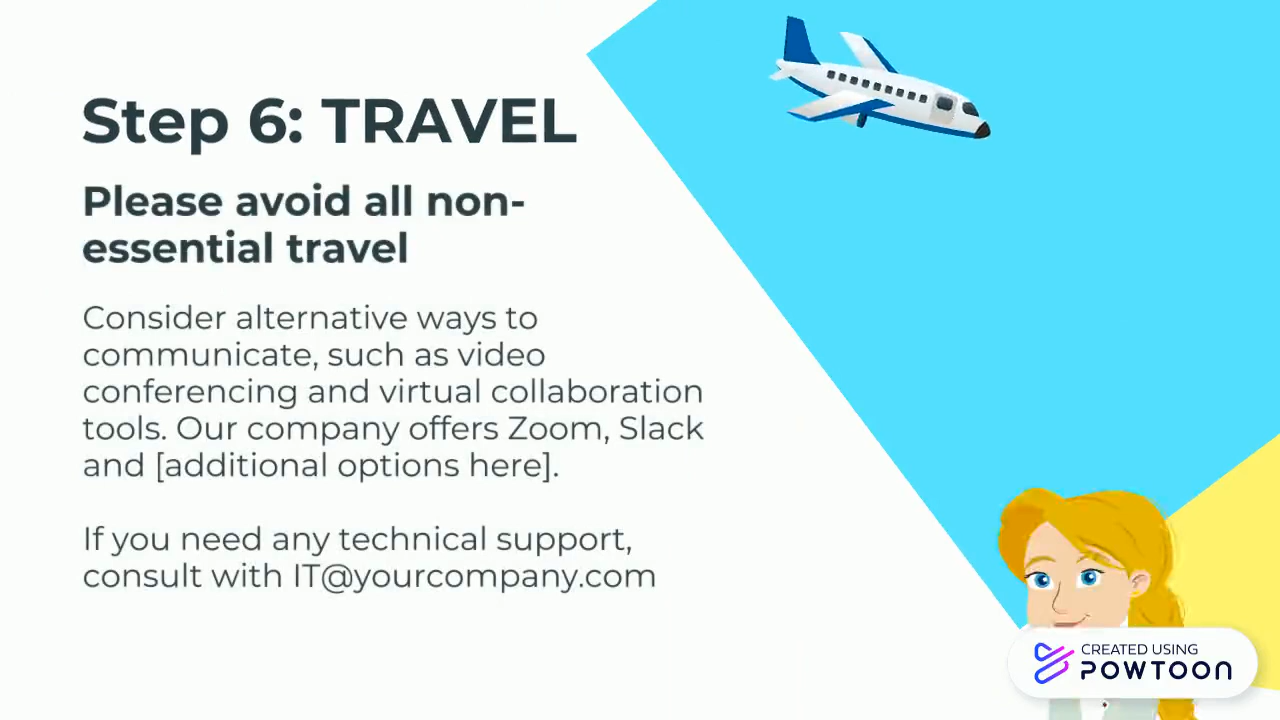 Step 6: TRAVEL
Please avoid all non-
essential travel
Consider alternative ways to
communicate, such as video
conferencing and virtual collaboration
tools. Our company offers Zoom, Slack
and [additional options here].
If you need any technical support,
consult with IT@yourcompany.com
CREATED USING
POWTOON